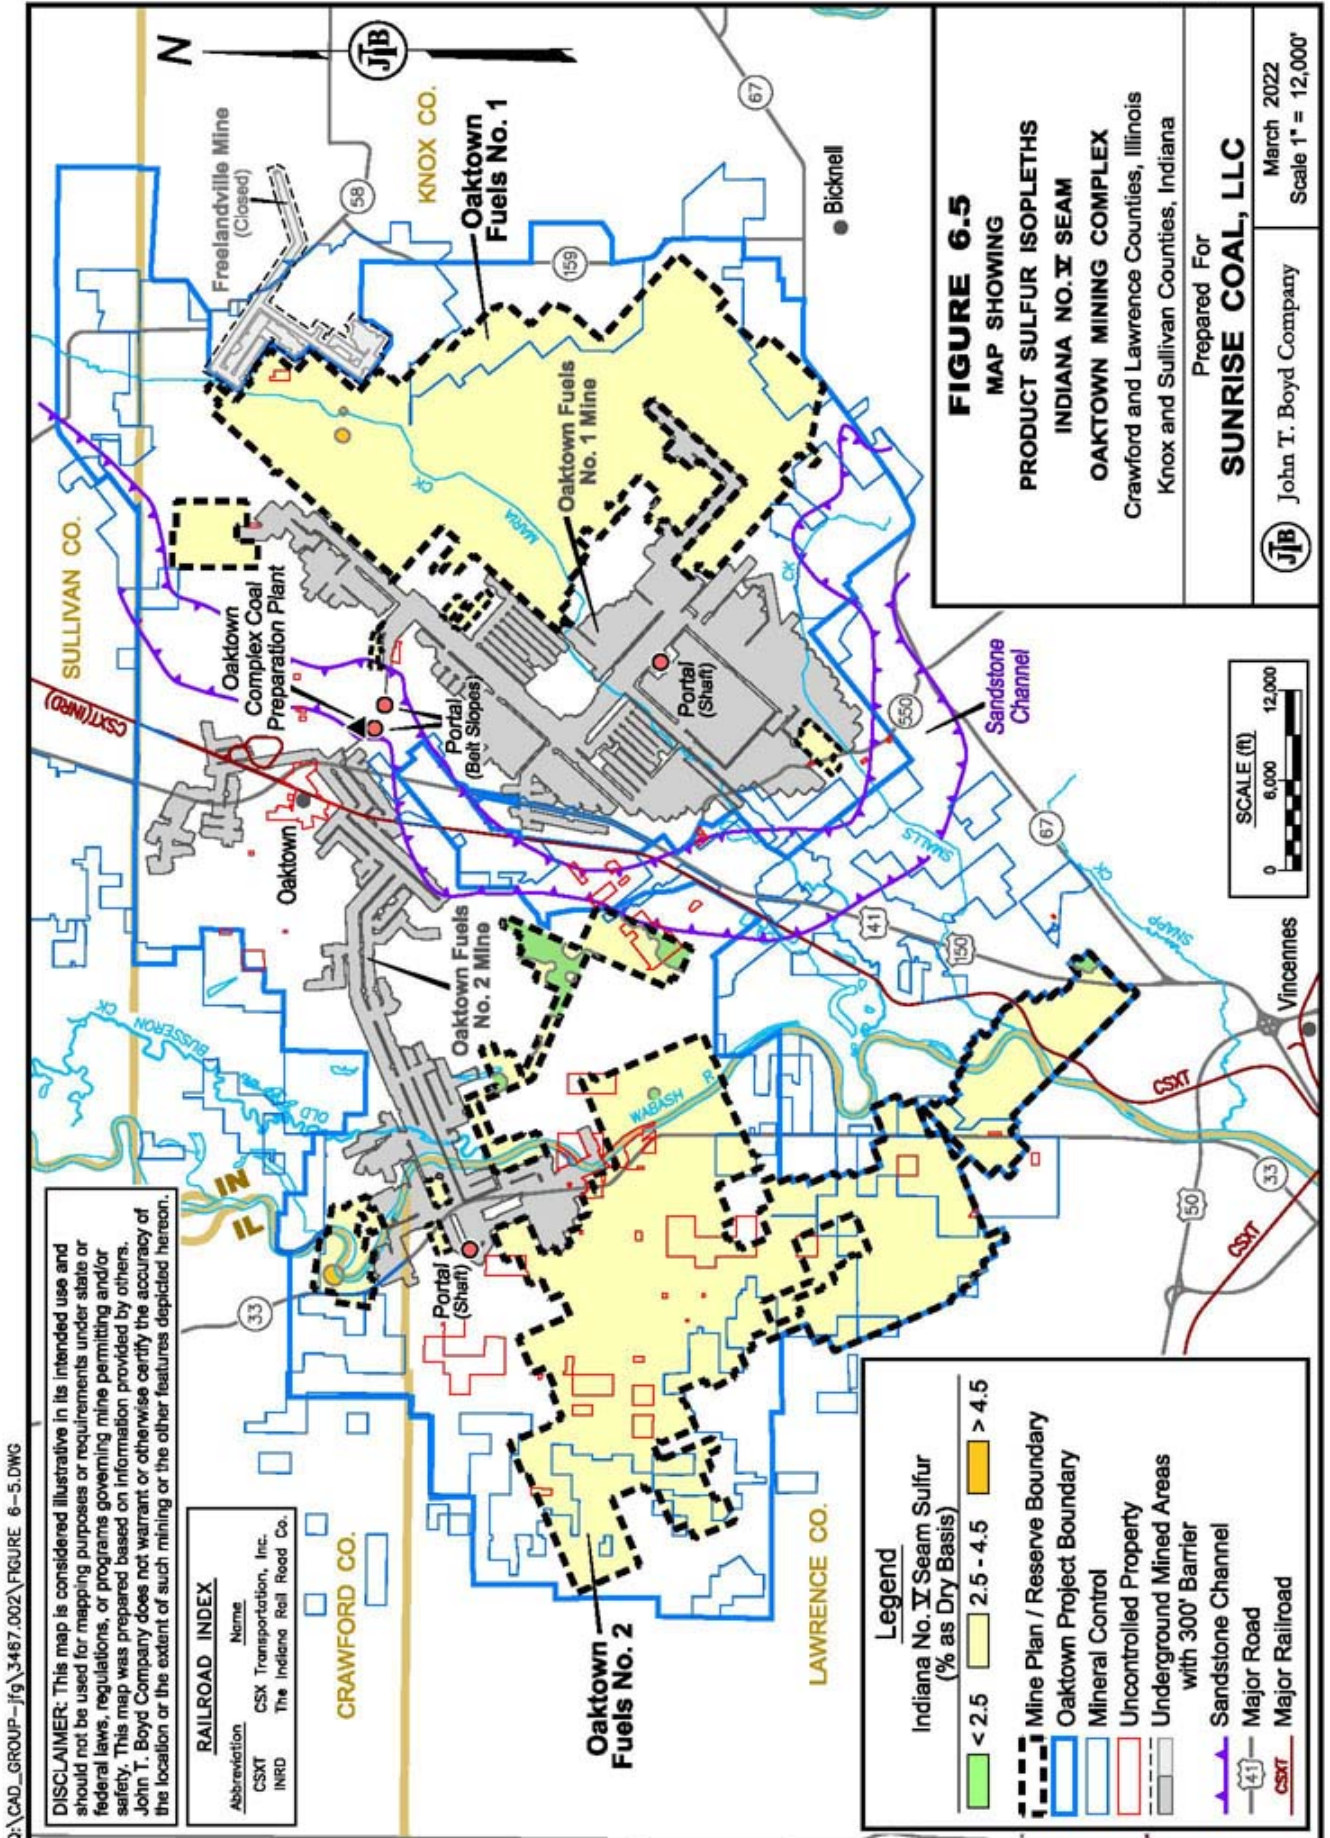 D:\CAD_GROUP-jfg\3467.002\FIGURE 6-5.DWG
DISCLAIMER: This map is considered illustrative in its intended use and
should not be used for mapping purposes or requirements under state or
federal laws, regulations, or programs governing mine permitting and/or
safety. This map was prepared based on information provided by others.
John T. Boyd Company does not warrant or otherwise certify the accuracy of
the location or the extent of such mining or the other features depicted hereon.
RAILROAD INDEX
Abbreviation Name
CSXT CSX Transportation, Inc.
INRD The Indiana Rail Road Co.
CRAWFORD CO.
LAWRENCE CO.
SULLIVAN CO.
KNOX CO.
IN
IL
N
JTB
33
BUSSERON
CK
OLD
CSXT(INRD)
Oaktown
Oaktown
Complex Coal
Preparation Plant
Portal
(Belt Slopes)
Freelandville Mine
(Closed)
58
Oaktown
Fuels No. 1
159
67
Bicknell
Oaktown Fuels
No. 1 Mine
CK
MARIA
Portal
(Shaft)
Oaktown Fuels
No. 2 Mine
Portal
(Shaft)
WABASH
R
Oaktown
Fuels No. 2
CK
SMALLS
550
Sandstone
Channel
41
150
67
CK
SNAPP
Vincennes
CSXT
50
33
CSXT
Legend
Indiana No. V Seam Sulfur
(% as Dry Basis)
< 2.5
2.5 - 4.5
> 4.5
Mine Plan / Reserve Boundary
Oaktown Project Boundary
Mineral Control
Uncontrolled Property
Underground Mined Areas
with 300' Barrier
Sandstone Channel
41 Major Road
CSXT Major Railroad
SCALE (ft)
0 6,000 12,000
FIGURE 6.5
MAP SHOWING
PRODUCT SULFUR ISOPLETHS
INDIANA NO. V SEAM
OAKTOWN MINING COMPLEX
Crawford and Lawrence Counties, Illinois
Knox and Sullivan Counties, Indiana
Prepared For
SUNRISE COAL, LLC
JTB John T. Boyd Company
March 2022
Scale 1" = 12,000'